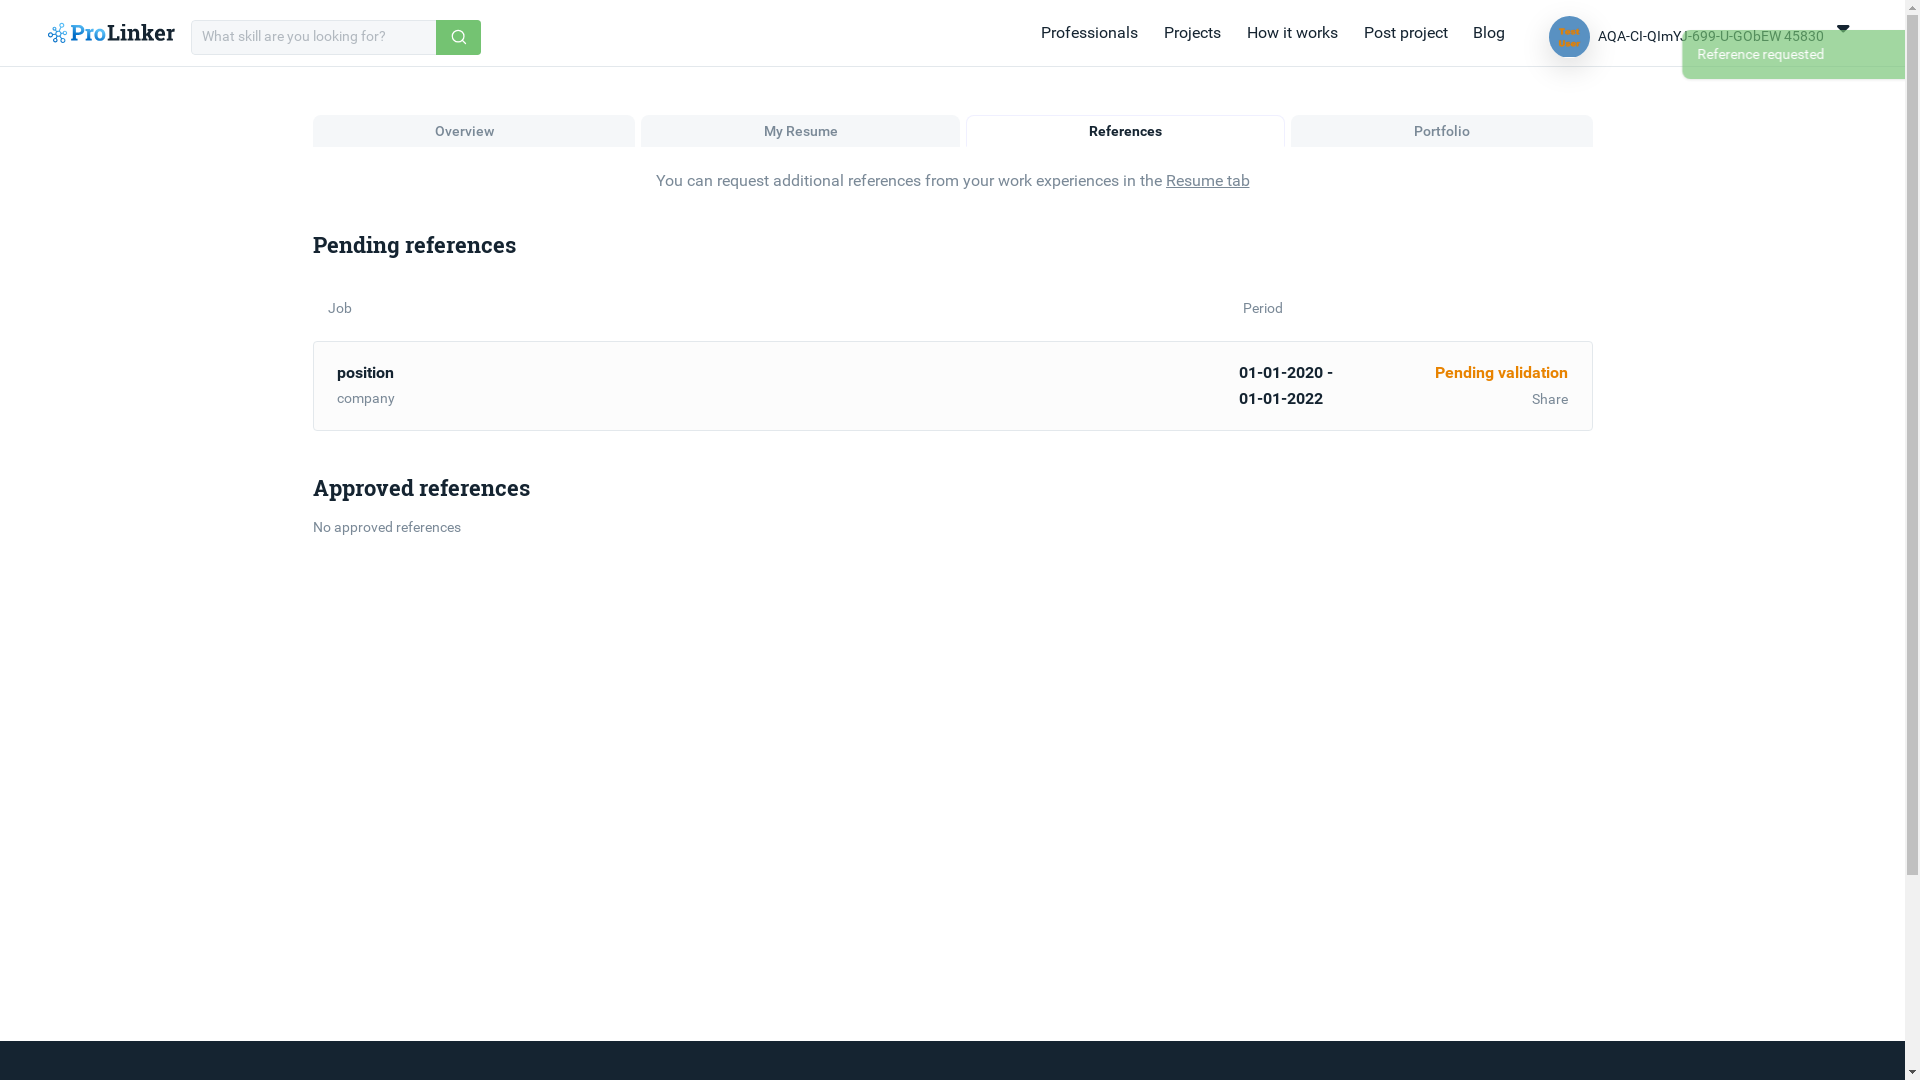 ProLinker
What skill are you looking for?
Professionals
Projects
How it works
Post project
Blog
Test
User
AQA-CI-QImYJ-699-U-GObEW 45830
Reference requested
Overview
My Resume
References
Portfolio
You can request additional references from your work experiences in the Resume tab
Pending references
Job
Period
position
company
01-01-2020 -
01-01-2022
Pending validation
Share
Approved references
No approved references